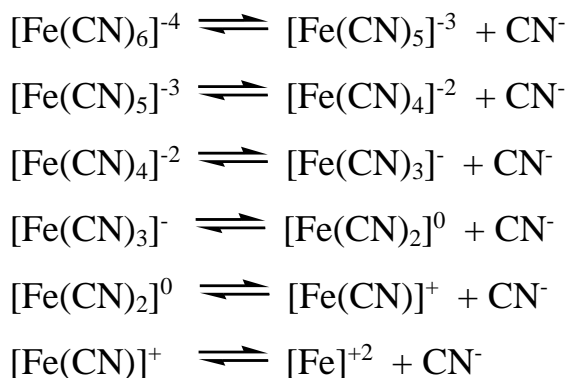 [Fe(CN)₆]⁻⁴ ⇌ [Fe(CN)₅]⁻³ + CN⁻
[Fe(CN)₅]⁻³ ⇌ [Fe(CN)₄]⁻² + CN⁻
[Fe(CN)₄]⁻² ⇌ [Fe(CN)₃]⁻ + CN⁻
[Fe(CN)₃]⁻ ⇌ [Fe(CN)₂]⁰ + CN⁻
[Fe(CN)₂]⁰ ⇌ [Fe(CN)]⁺ + CN⁻
[Fe(CN)]⁺ ⇌ [Fe]⁺² + CN⁻